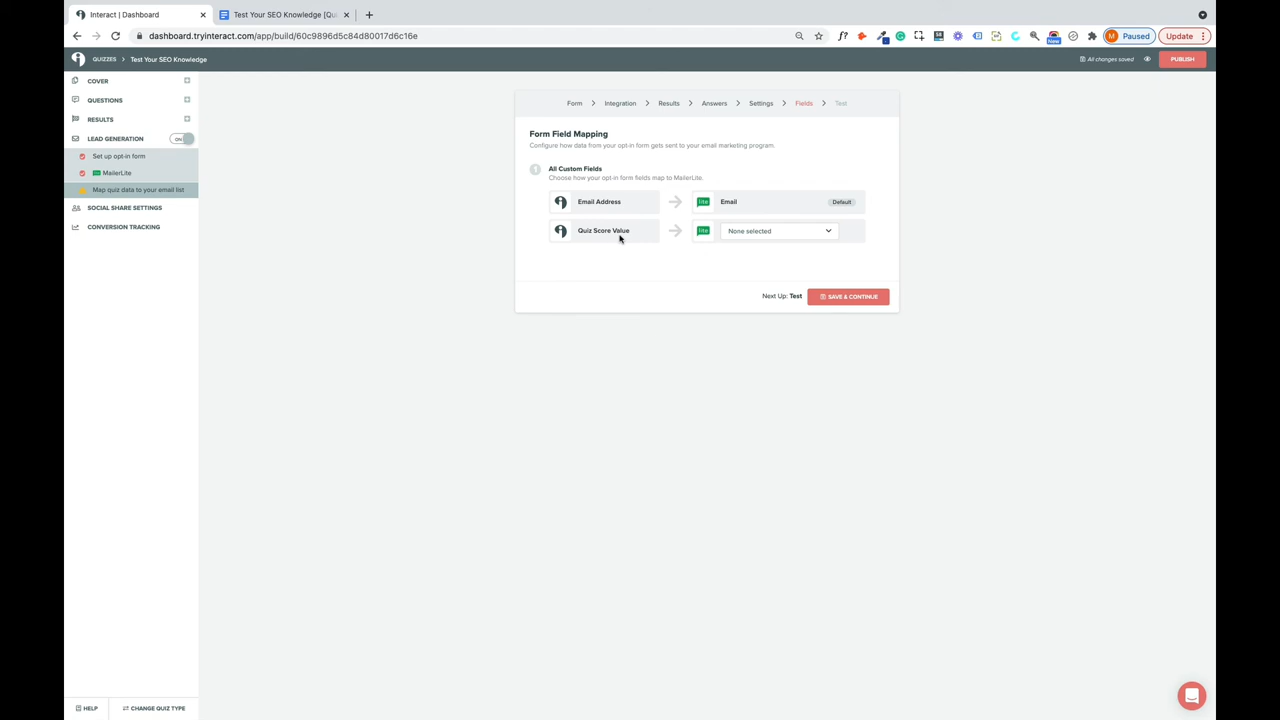 Interact | Dashboard
Test Your SEO Knowledge [Qu
dashboard.tryinteract.com/app/build/60c9896d5c84d80017d6c16e
Paused
Update
QUIZZES > Test Your SEO Knowledge
All changes saved
PUBLISH
COVER
QUESTIONS
RESULTS
LEAD GENERATION
ON
Set up opt-in form
MailerLite
Map quiz data to your email list
SOCIAL SHARE SETTINGS
CONVERSION TRACKING
Form > Integration > Results > Answers > Settings > Fields > Test
Form Field Mapping
Configure how data from your opt-in form gets sent to your email marketing program.
1
All Custom Fields
Choose how your opt-in form fields map to MailerLite.
Email Address
lite
Email
Default
Quiz Score Value
lite
None selected
Next Up: Test
SAVE & CONTINUE
HELP
CHANGE QUIZ TYPE